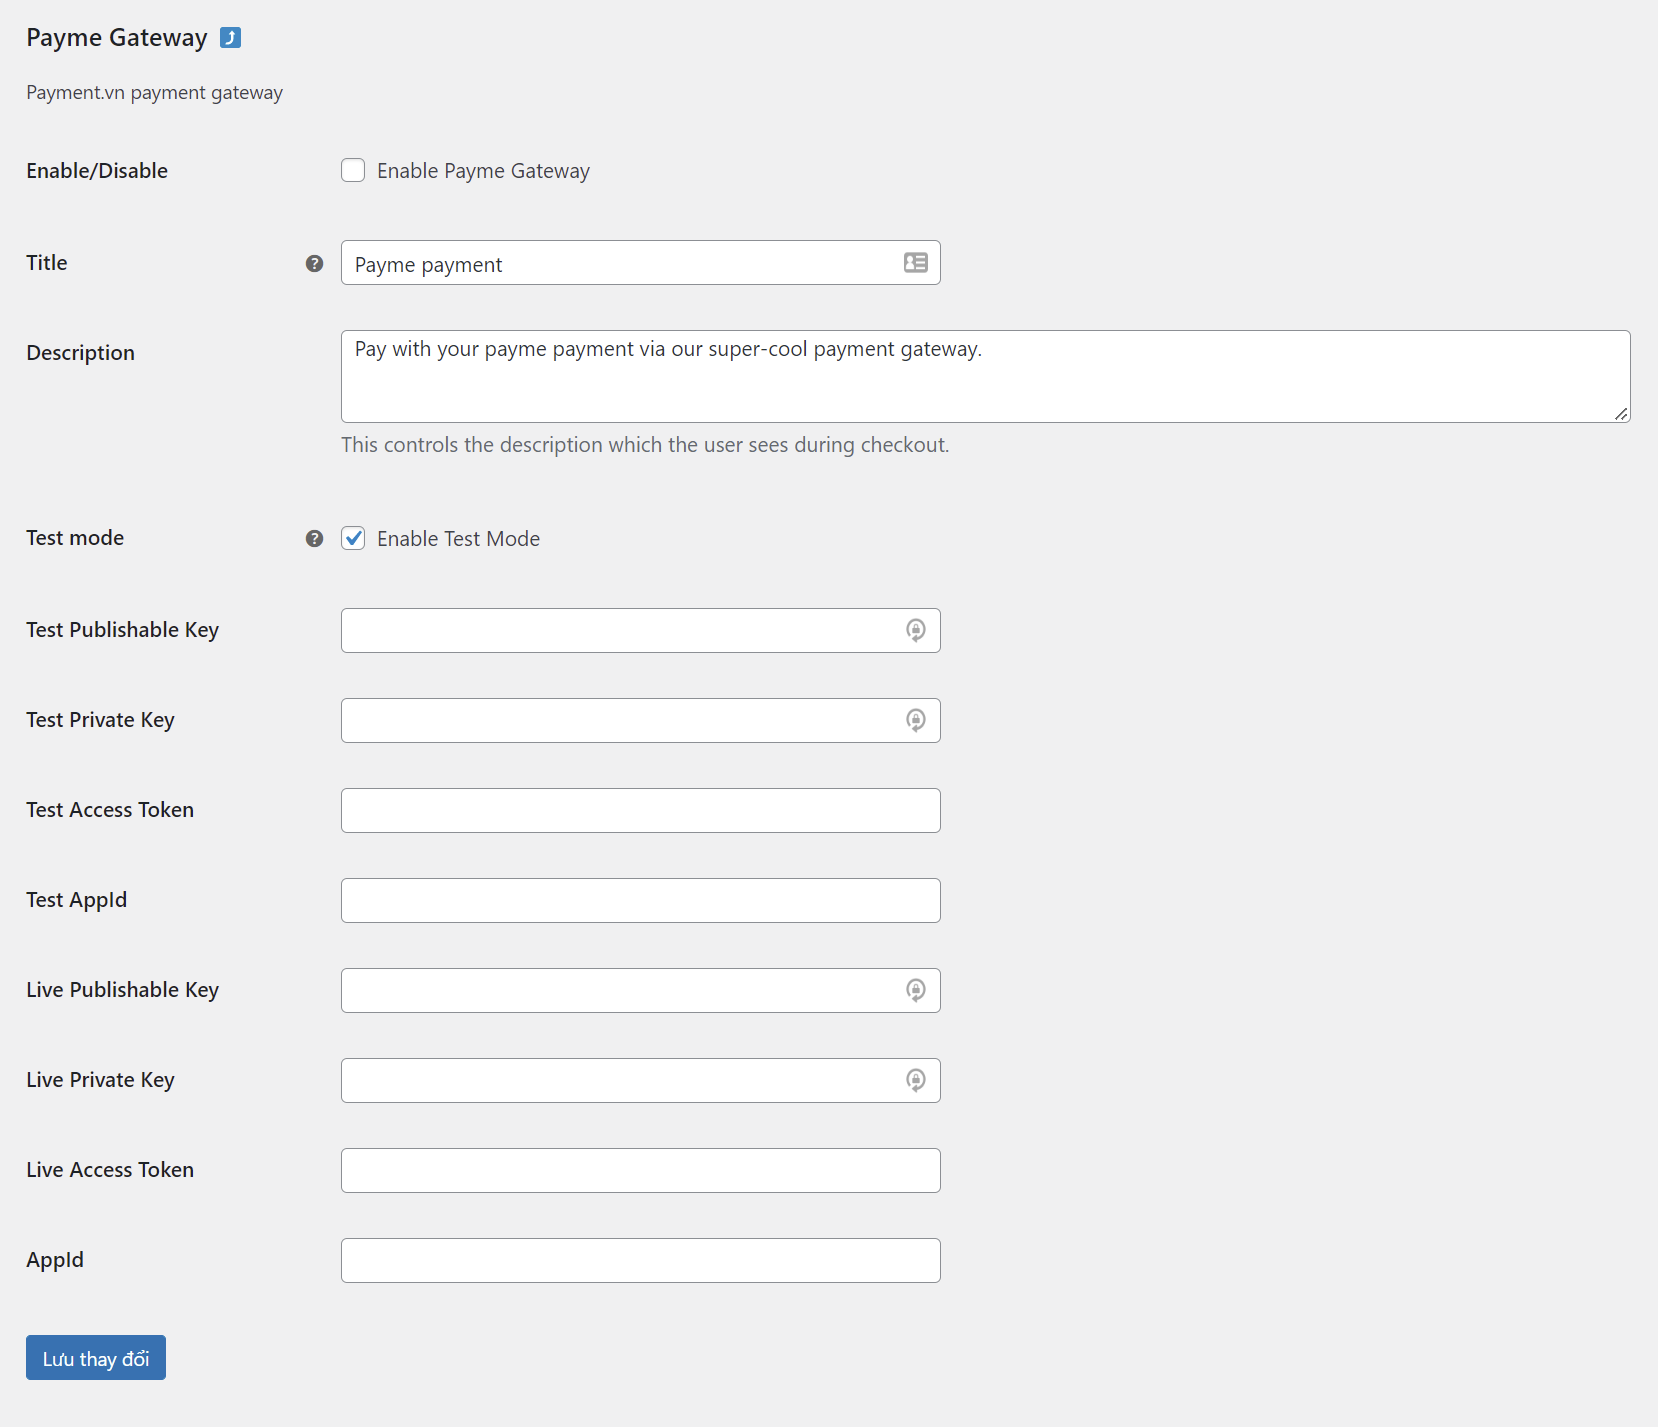 Payme Gateway ⤴
Payment.vn payment gateway
Enable/Disable
Enable Payme Gateway
Title
Payme payment
Description
Pay with your payme payment via our super-cool payment gateway.
This controls the description which the user sees during checkout.
Test mode
Enable Test Mode
Test Publishable Key
Test Private Key
Test Access Token
Test AppId
Live Publishable Key
Live Private Key
Live Access Token
AppId
Lưu thay đổi